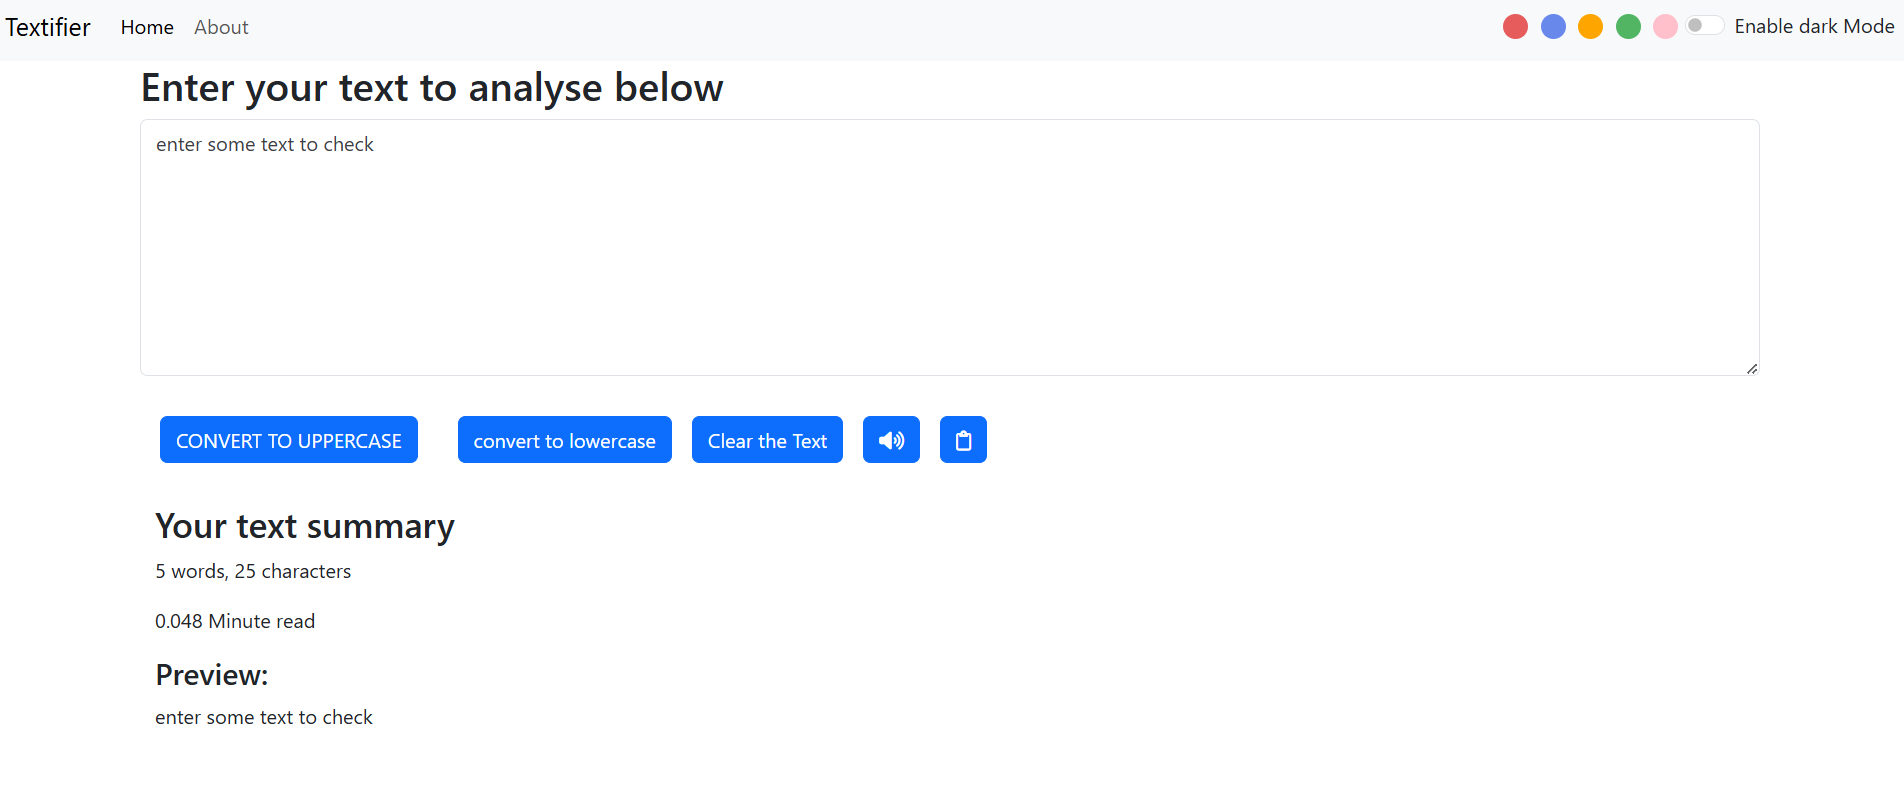 Textifier Home About Enable dark Mode
Enter your text to analyse below
enter some text to check
CONVERT TO UPPERCASE convert to lowercase Clear the Text
Your text summary
5 words, 25 characters
0.048 Minute read
Preview:
enter some text to check